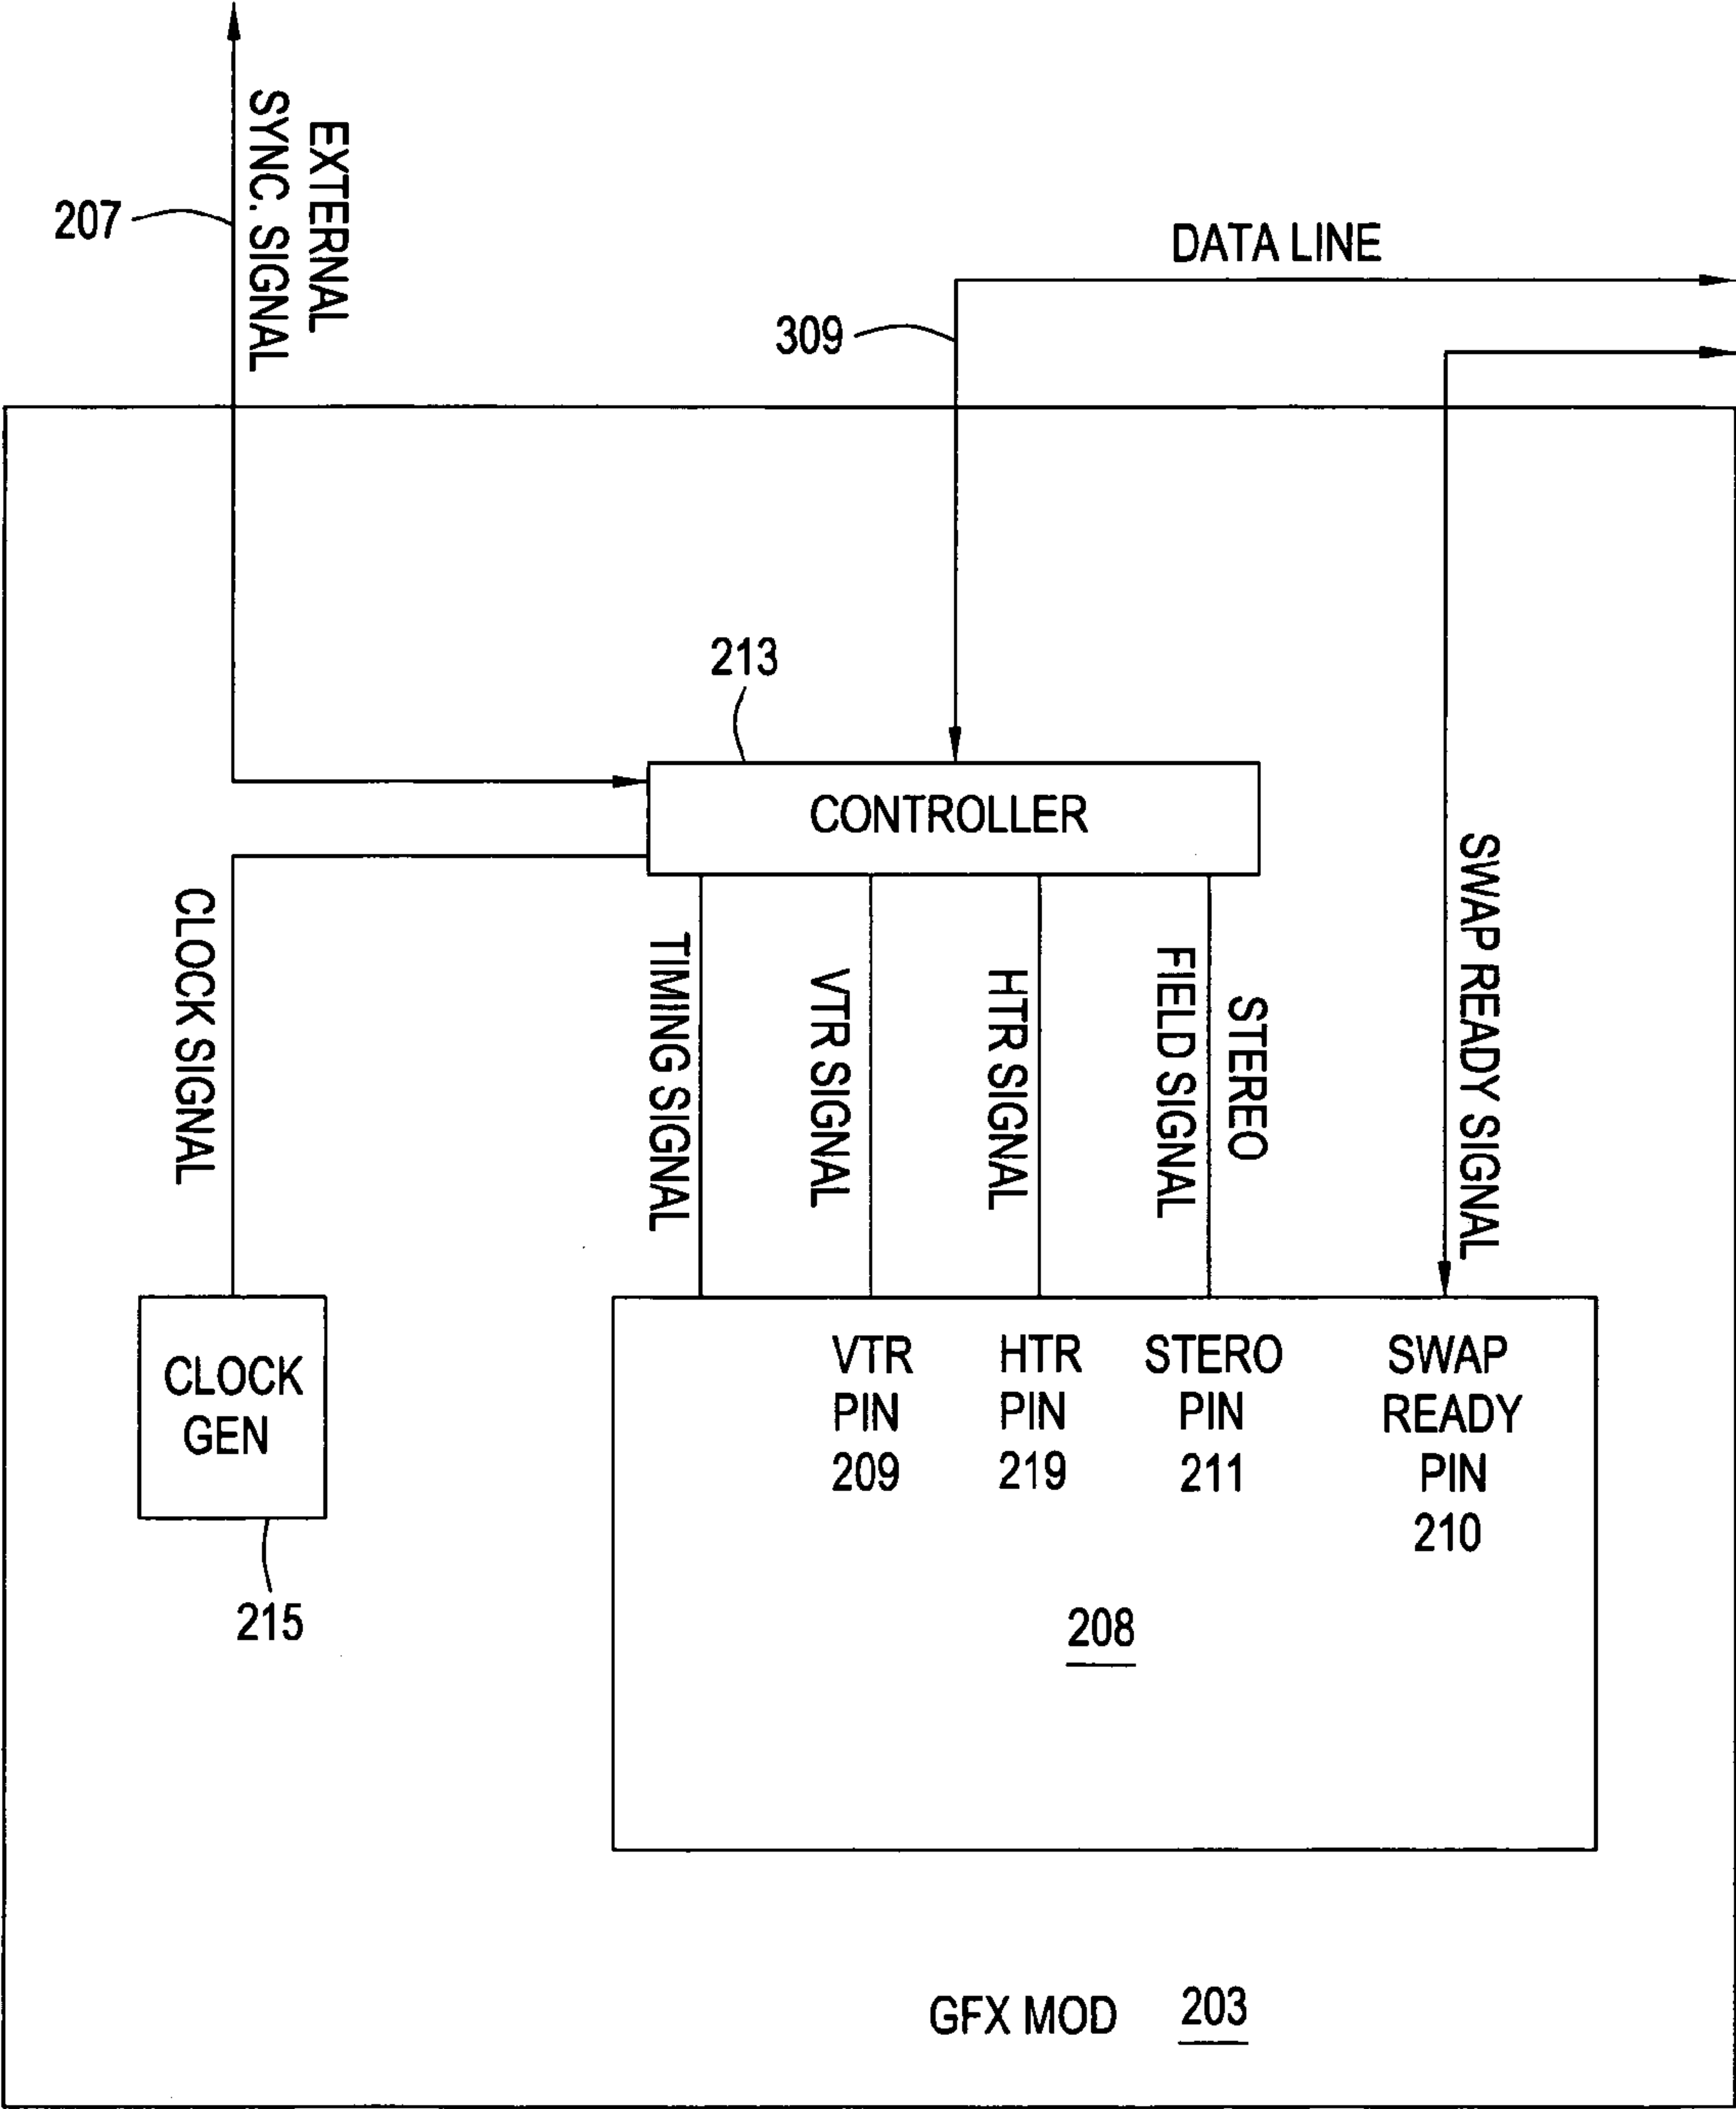 EXTERNAL
SYNC. SIGNAL
207
DATA LINE
309
213
CONTROLLER
CLOCK SIGNAL
TIMING SIGNAL
VTR SIGNAL
HTR SIGNAL
STEREO
FIELD SIGNAL
SWAP READY SIGNAL
CLOCK
GEN
215
VTR
PIN
209
HTR
PIN
219
STERO
PIN
211
SWAP
READY
PIN
210
208
GFX MOD 203